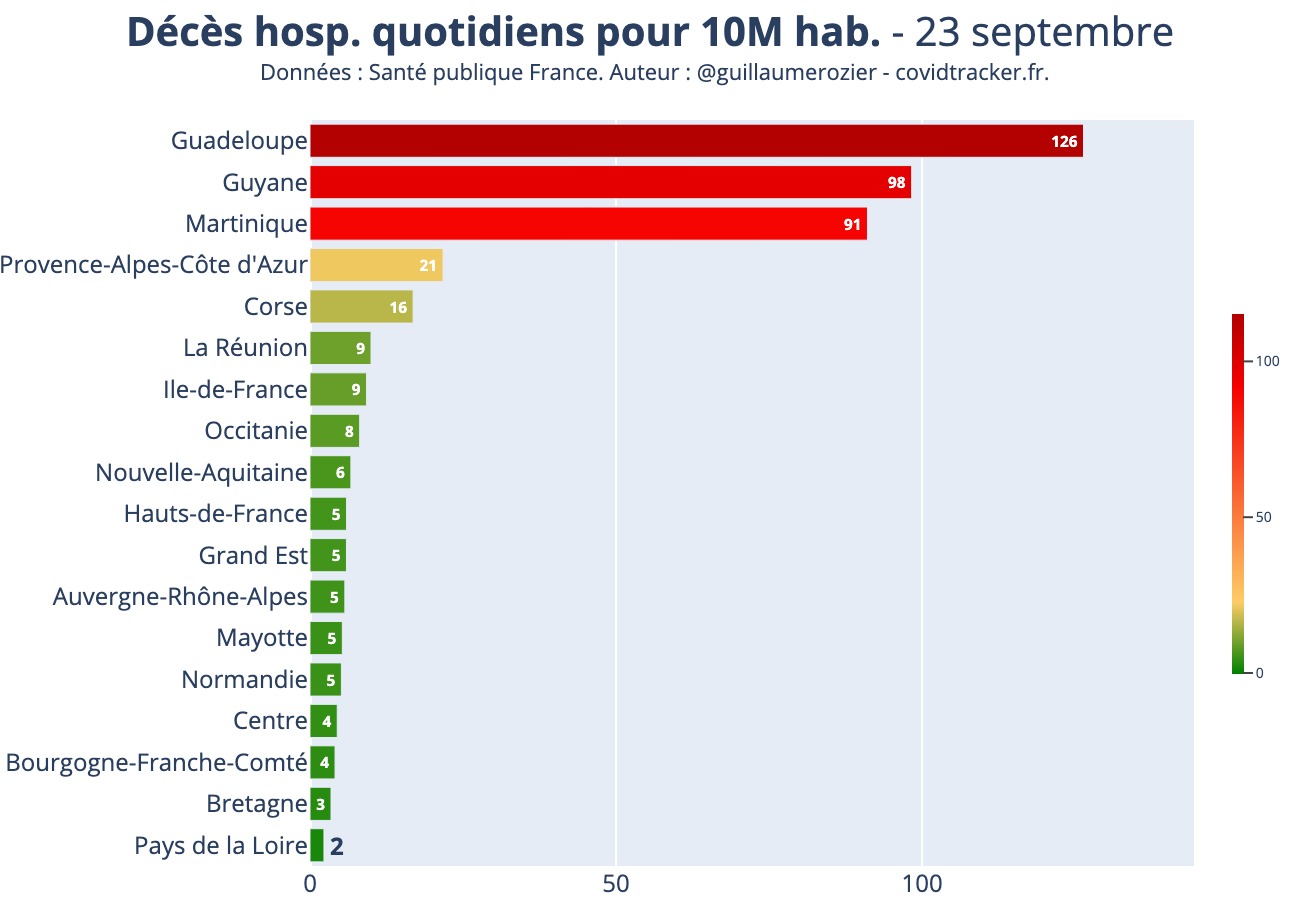 Décès hosp. quotidiens pour 10M hab. - 23 septembre
Données : Santé publique France. Auteur : @guillaumerozier - covidtracker.fr.
Guadeloupe 126
Guyane 98
Martinique 91
Provence-Alpes-Côte d'Azur 21
Corse 16
La Réunion 9
Ile-de-France 9
Occitanie 8
Nouvelle-Aquitaine 6
Hauts-de-France 5
Grand Est 5
Auvergne-Rhône-Alpes 5
Mayotte 5
Normandie 5
Centre 4
Bourgogne-Franche-Comté 4
Bretagne 3
Pays de la Loire 2
0 50 100
100
50
0